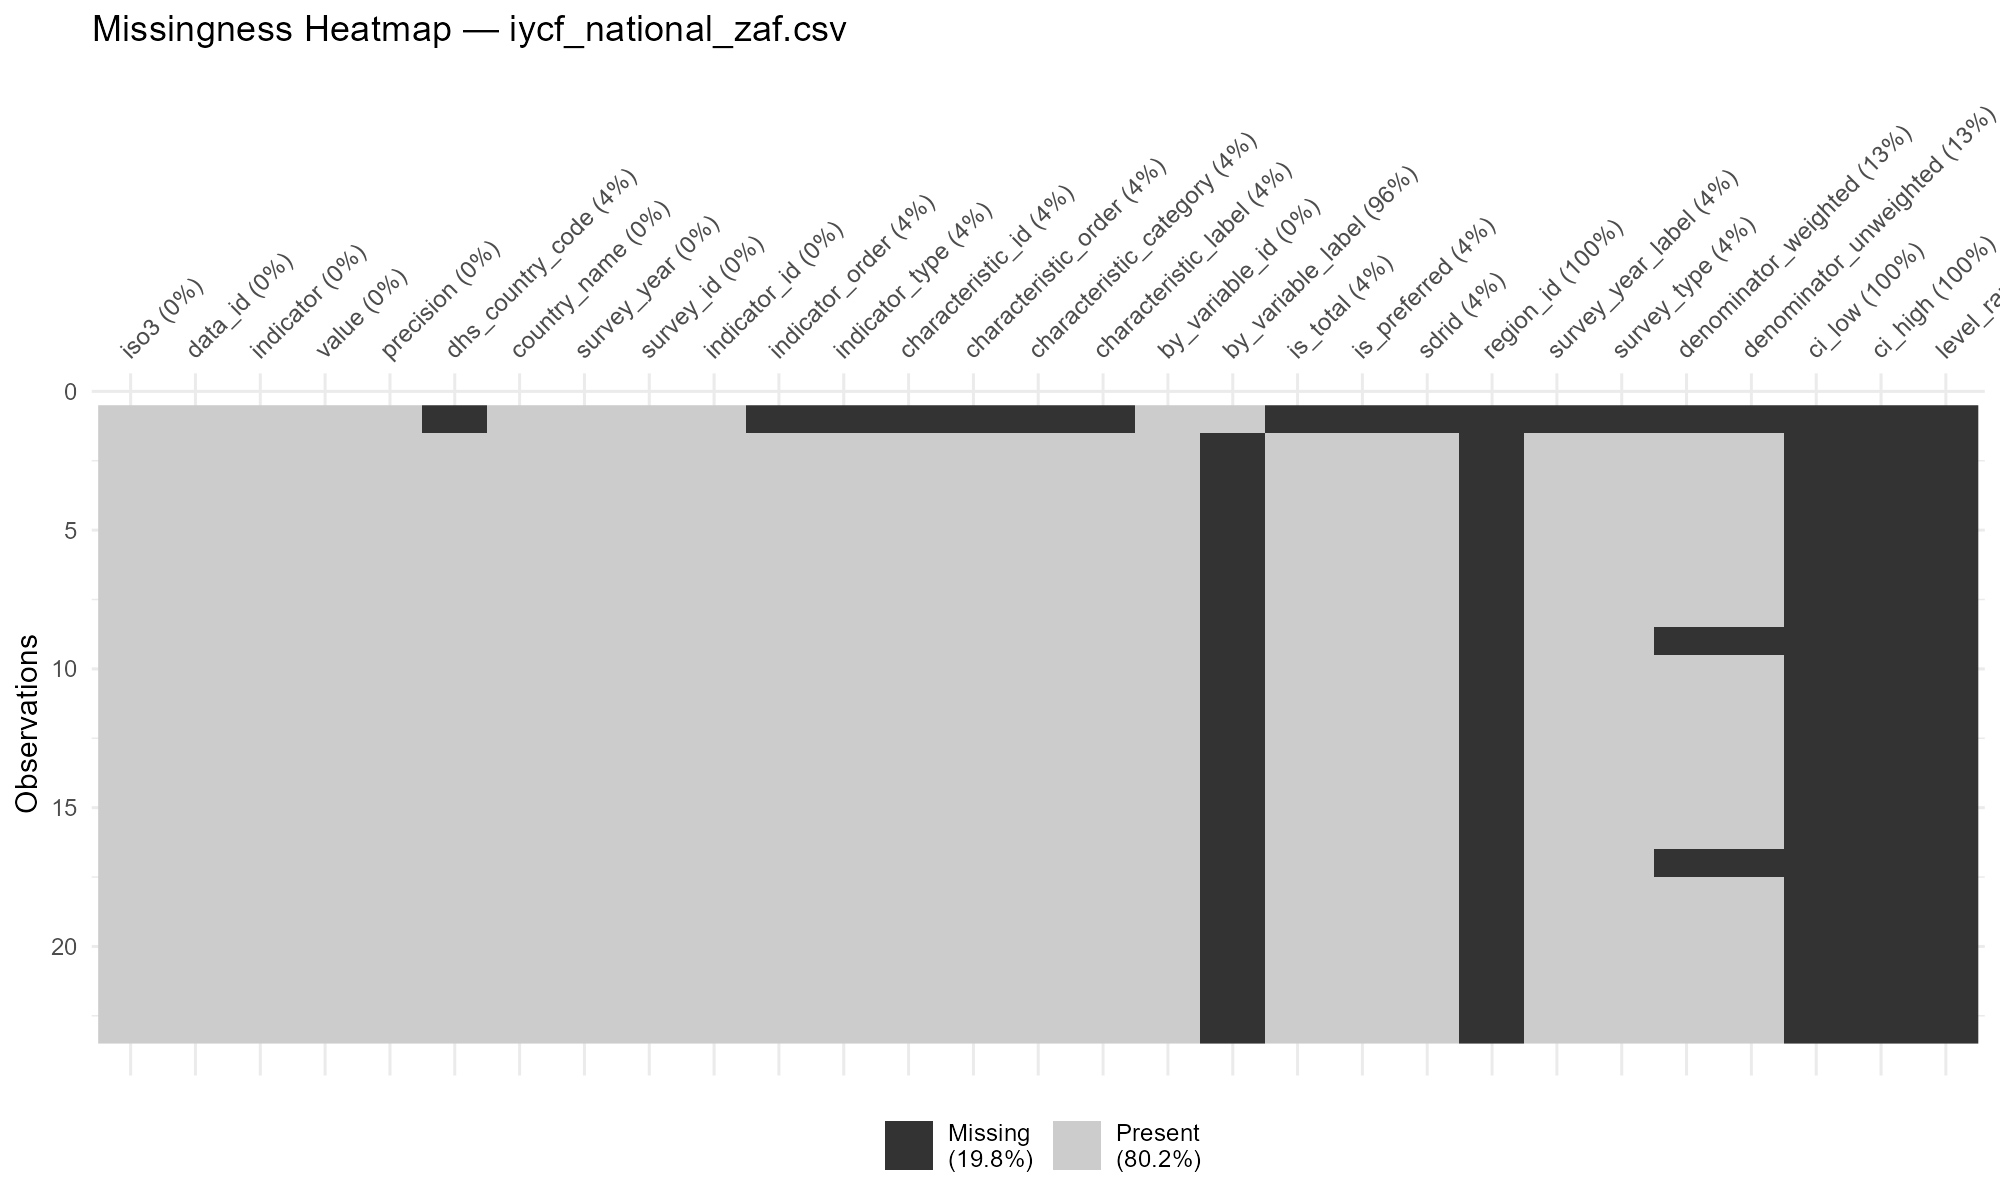 Missingness Heatmap — iycf_national_zaf.csv
iso3 (0%)
data_id (0%)
indicator (0%)
value (0%)
precision (0%)
dhs_country_code (4%)
country_name (0%)
survey_year (0%)
survey_id (0%)
indicator_id (0%)
indicator_order (4%)
indicator_type (4%)
characteristic_id (4%)
characteristic_order (4%)
characteristic_category (4%)
characteristic_label (4%)
by_variable_id (0%)
by_variable_label (96%)
is_total (4%)
is_preferred (4%)
sdrid (4%)
region_id (100%)
survey_year_label (4%)
survey_type (4%)
denominator_weighted (13%)
denominator_unweighted (13%)
ci_low (100%)
ci_high (100%)
level_ra
0
5
10
15
20
Observations
Missing
(19.8%)
Present
(80.2%)